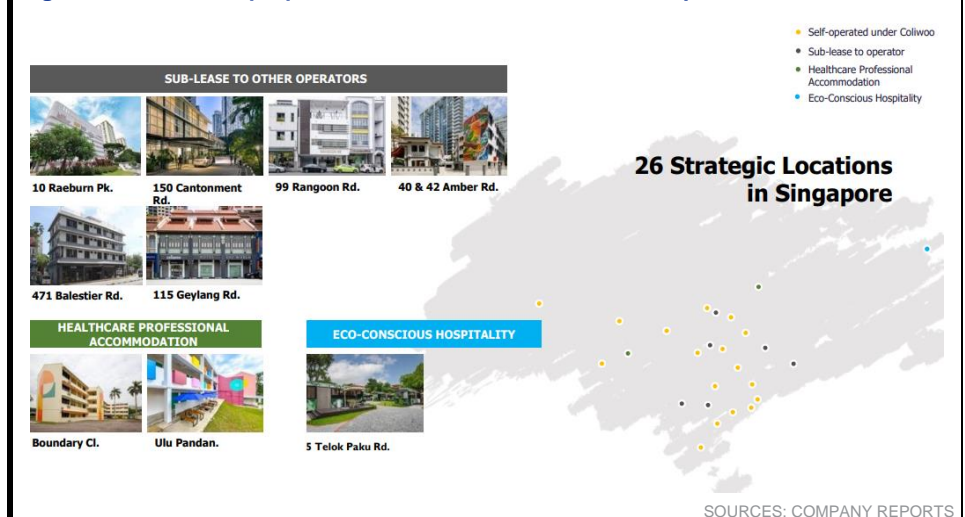 Self-operated under Coliwoo
Sub-lease to operator
Healthcare Professional
Accommodation
Eco-Conscious Hospitality
SUB-LEASE TO OTHER OPERATORS
26 Strategic Locations
in Singapore
10 Raeburn Pk.
150 Cantonment
Rd.
99 Rangoon Rd.
40 & 42 Amber Rd.
471 Balestier Rd.
115 Geylang Rd.
HEALTHCARE PROFESSIONAL
ACCOMMODATION
ECO-CONSCIOUS HOSPITALITY
Boundary Cl.
Ulu Pandan.
5 Telok Paku Rd.
SOURCES: COMPANY REPORTS